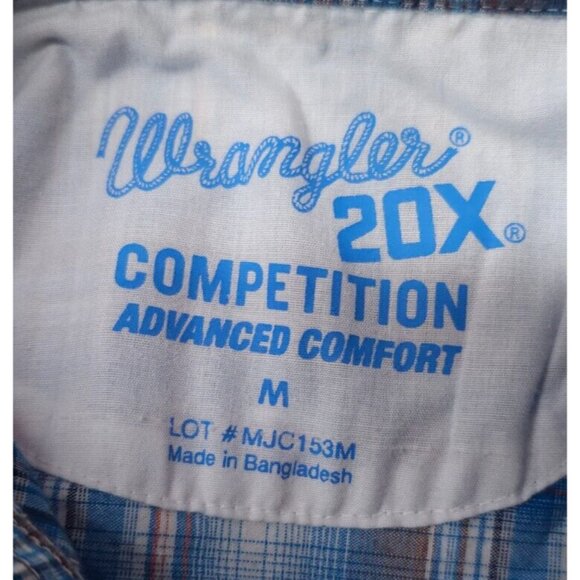 Wrangler®
20X®
COMPETITION
ADVANCED COMFORT
M
LOT # MJC153M
Made in Bangladesh